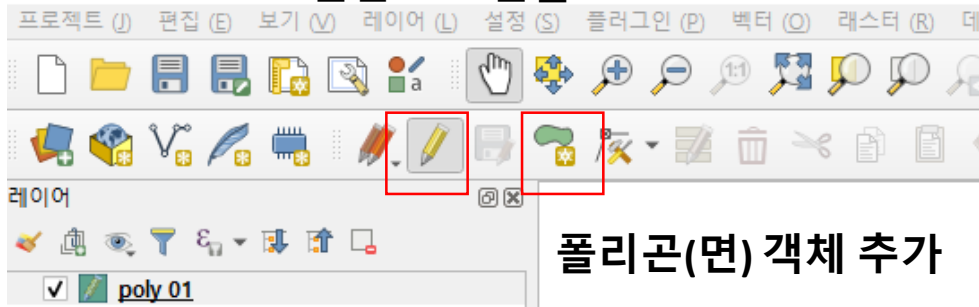 프로젝트 (J) 편집 (E) 보기 (V) 레이어 (L) 설정 (S) 플러그인 (P) 벡터 (O) 래스터 (R)
a 1:1
레이어
ε
폴리곤(면) 객체 추가
poly 01